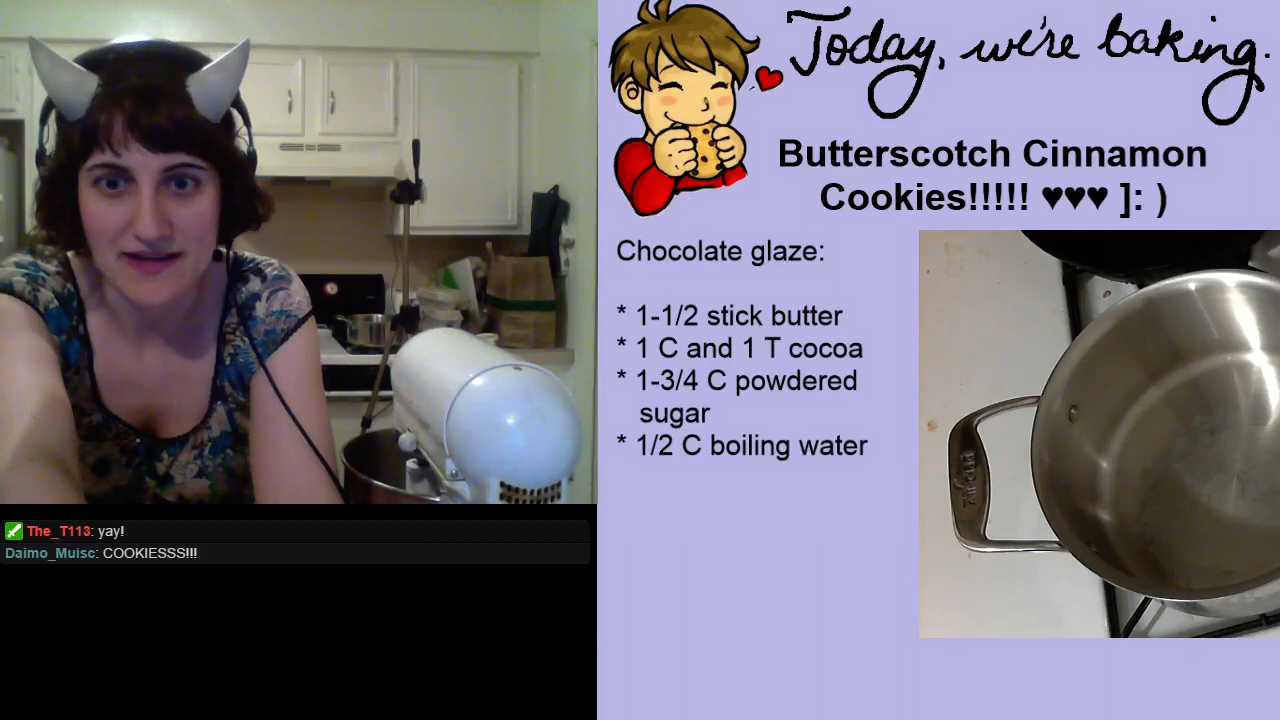 Today, we're baking.
Butterscotch Cinnamon
Cookies!!!!! ♥♥♥ ]: )
Chocolate glaze:
* 1-1/2 stick butter
* 1 C and 1 T cocoa
* 1-3/4 C powdered
sugar
* 1/2 C boiling water
The_T113: yay!
Daimo_Muisc: COOKIESSS!!!